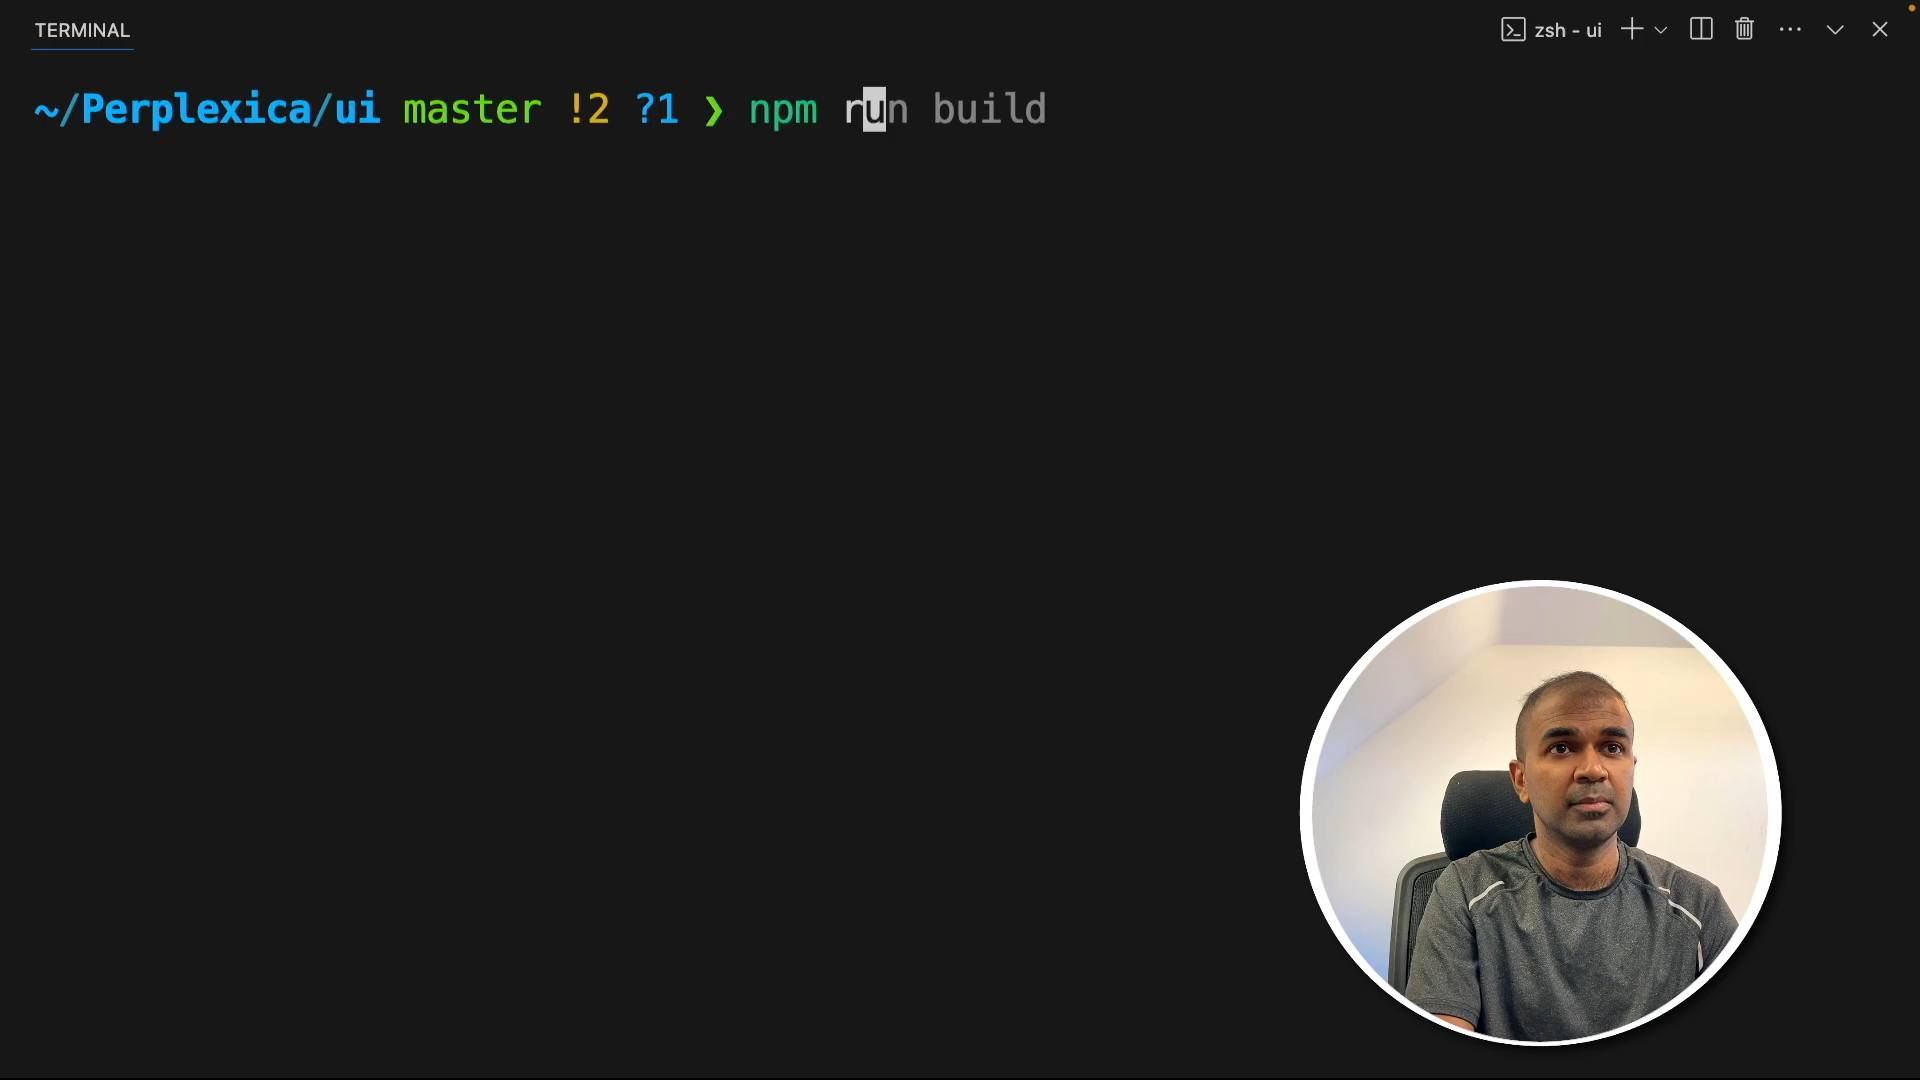 TERMINAL
zsh - ui
~/Perplexica/ui master !2 ?1 ❯ npm run build